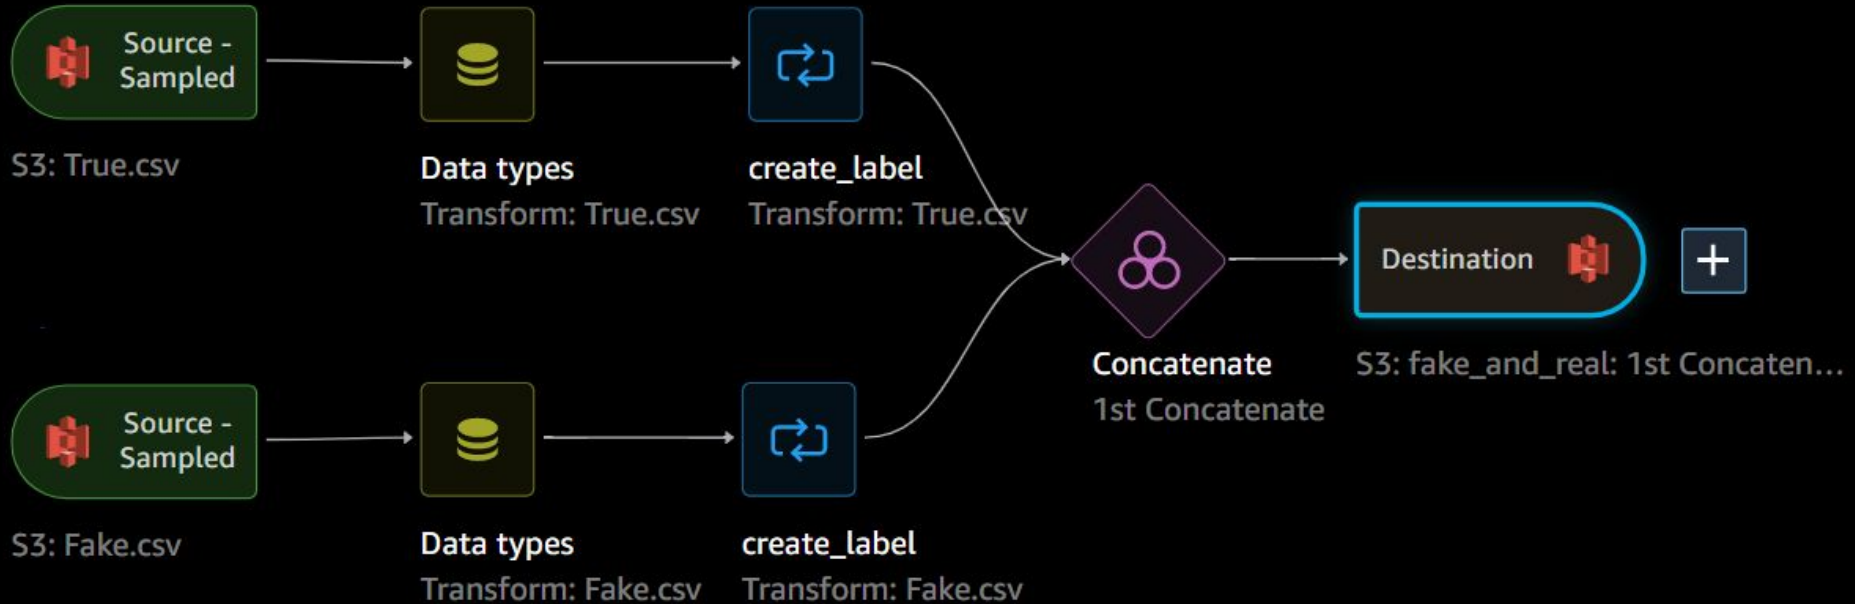 Source -
Sampled
S3: True.csv
Data types
Transform: True.csv
create_label
Transform: True.csv
Concatenate
1st Concatenate
Destination
S3: fake_and_real: 1st Concaten...
Source -
Sampled
S3: Fake.csv
Data types
Transform: Fake.csv
create_label
Transform: Fake.csv